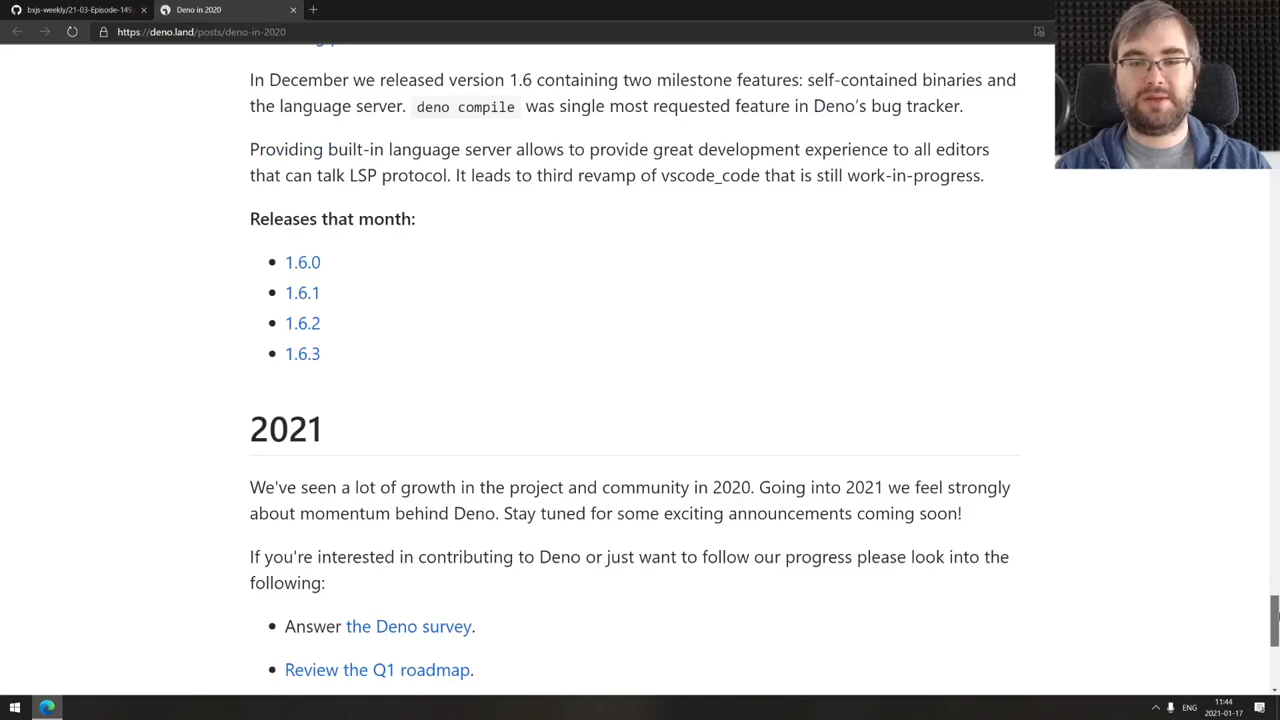 bxjs-weekly/21-03-Episode-149.
Deno in 2020
https://deno.land/posts/deno-in-2020
In December we released version 1.6 containing two milestone features: self-contained binaries and
the language server. deno compile was single most requested feature in Deno's bug tracker.
Providing built-in language server allows to provide great development experience to all editors
that can talk LSP protocol. It leads to third revamp of vscode_code that is still work-in-progress.
Releases that month:
1.6.0
1.6.1
1.6.2
1.6.3
2021
We've seen a lot of growth in the project and community in 2020. Going into 2021 we feel strongly
about momentum behind Deno. Stay tuned for some exciting announcements coming soon!
If you're interested in contributing to Deno or just want to follow our progress please look into the
following:
Answer the Deno survey.
Review the Q1 roadmap.
ENG
11:44
2021-01-17